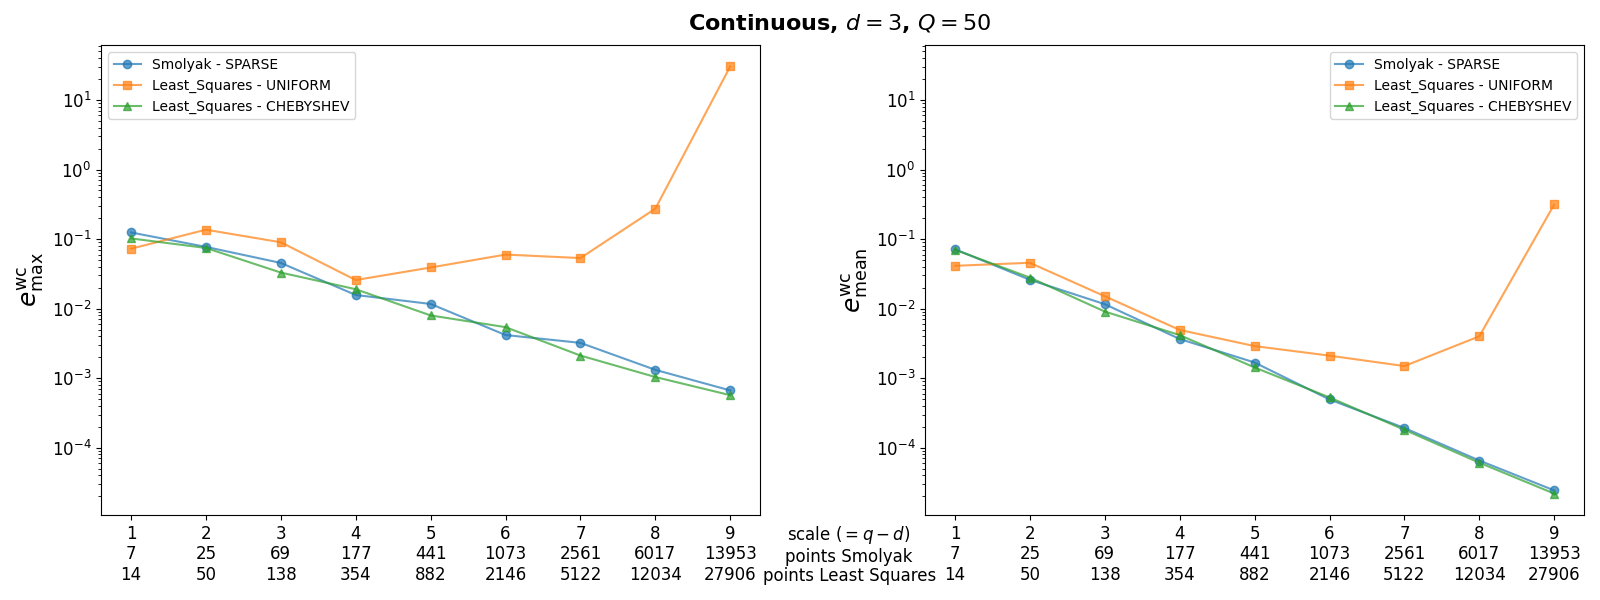 Continuous, $d = 3$, $Q = 50$
Smolyak - SPARSE
Least_Squares - UNIFORM
Least_Squares - CHEBYSHEV
10¹
10⁰
10⁻¹
10⁻²
10⁻³
10⁻⁴
e^wc_max
1 2 3 4 5 6 7 8 9
7 25 69 177 441 1073 2561 6017 13953
14 50 138 354 882 2146 5122 12034 27906
scale (= q − d)
points Smolyak
points Least Squares
Smolyak - SPARSE
Least_Squares - UNIFORM
Least_Squares - CHEBYSHEV
10¹
10⁰
10⁻¹
10⁻²
10⁻³
10⁻⁴
e^wc_mean
1 2 3 4 5 6 7 8 9
7 25 69 177 441 1073 2561 6017 13953
14 50 138 354 882 2146 5122 12034 27906